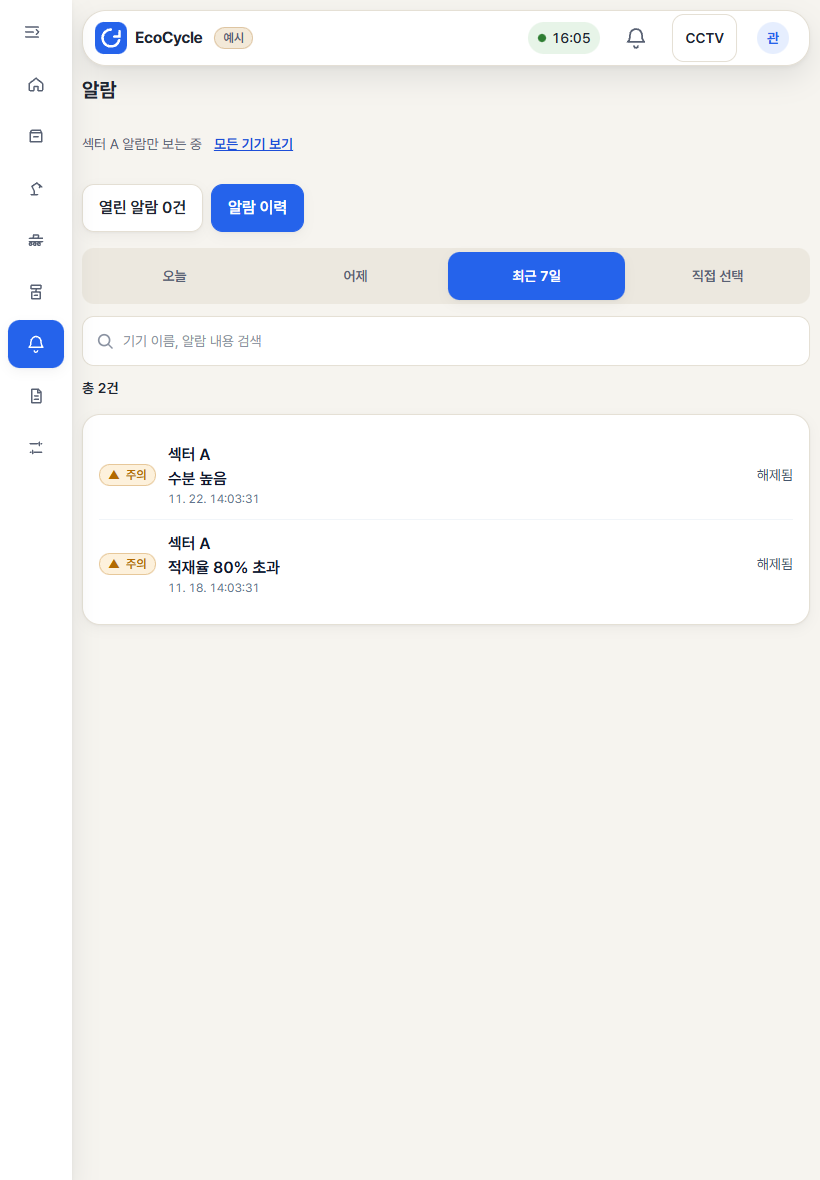 EcoCycle 예시 16:05 CCTV 관
알람
섹터 A 알람만 보는 중 모든 기기 보기
열린 알람 0건 알람 이력
오늘 어제 최근 7일 직접 선택
기기 이름, 알람 내용 검색
총 2건
섹터 A
주의 수분 높음 해제됨
11. 22. 14:03:31
섹터 A
주의 적재율 80% 초과 해제됨
11. 18. 14:03:31